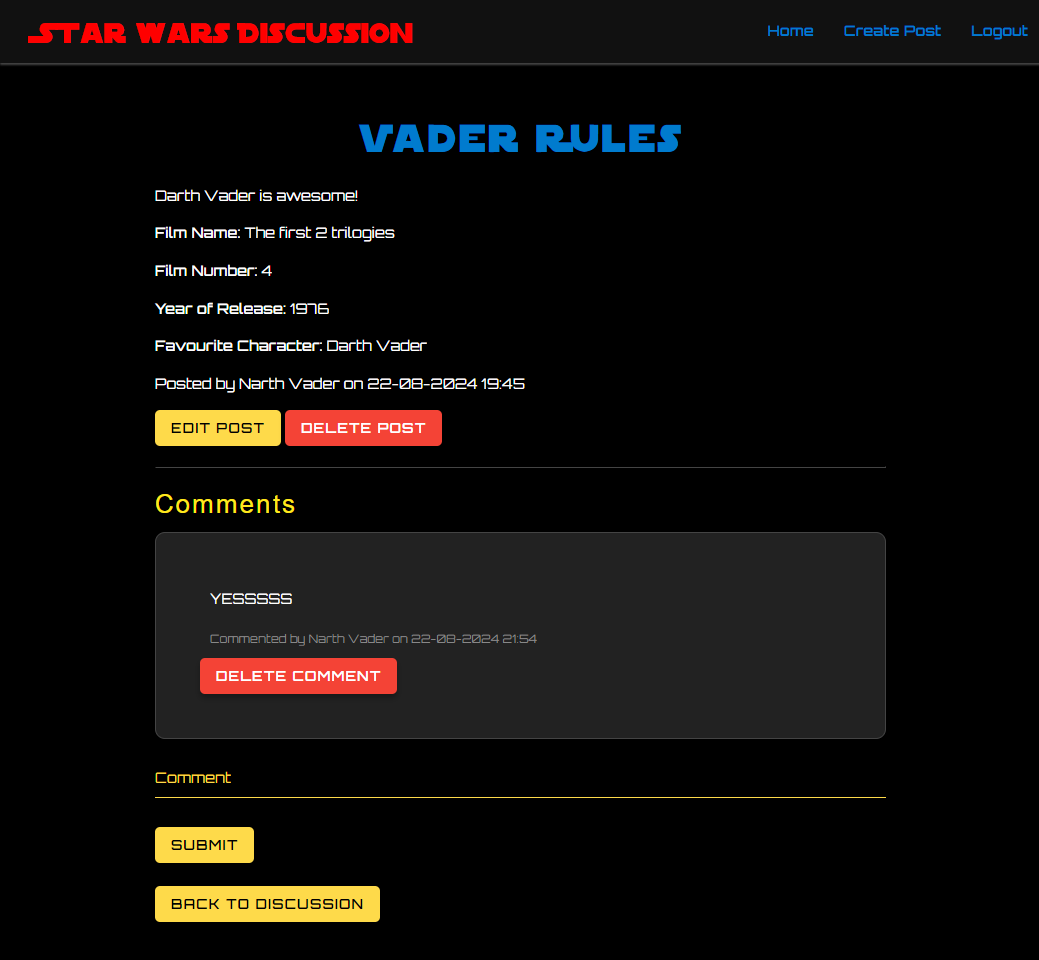 STAR WARS DISCUSSION
Home Create Post Logout
VADER RULES
Darth Vader is awesome!
Film Name: The first 2 trilogies
Film Number: 4
Year of Release: 1976
Favourite Character: Darth Vader
Posted by Narth Vader on 22-08-2024 19:45
EDIT POST DELETE POST
Comments
YESSSSS
Commented by Narth Vader on 22-08-2024 21:54
DELETE COMMENT
Comment
SUBMIT
BACK TO DISCUSSION